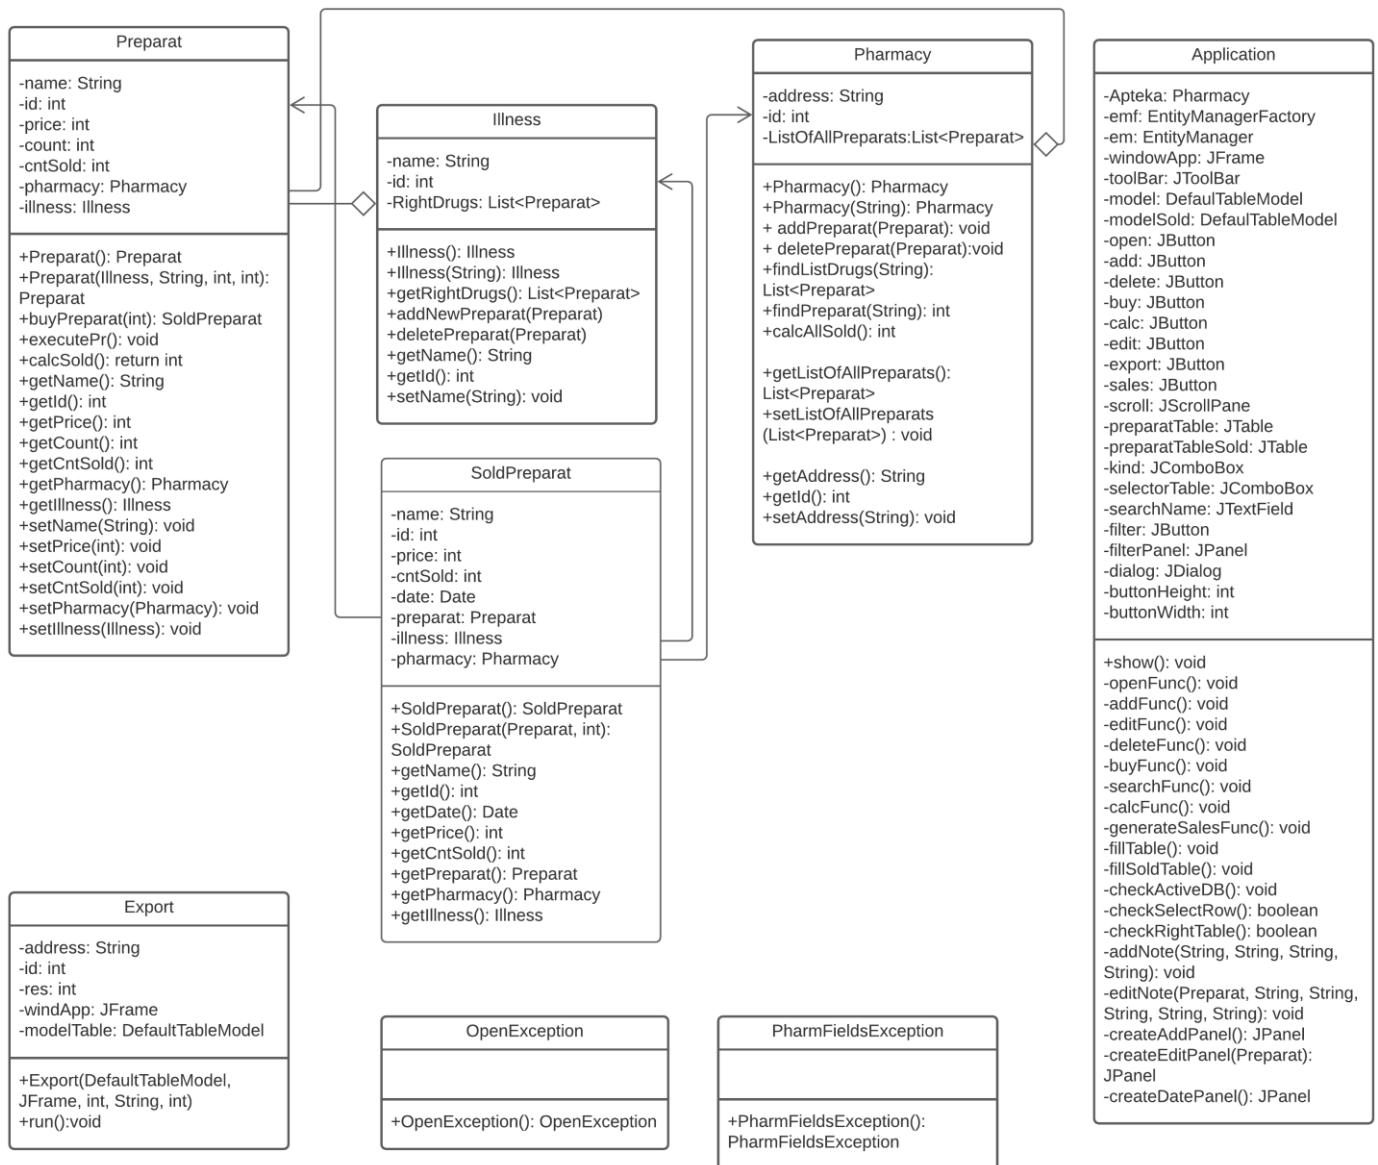 Preparat
-name: String
-id: int
-price: int
-count: int
-cntSold: int
-pharmacy: Pharmacy
-illness: Illness
+Preparat(): Preparat
+Preparat(Illness, String, int, int):
Preparat
+buyPreparat(int): SoldPreparat
+executePr(): void
+calcSold(): return int
+getName(): String
+getId(): int
+getPrice(): int
+getCount(): int
+getCntSold(): int
+getPharmacy(): Pharmacy
+getIllness(): Illness
+setName(String): void
+setPrice(int): void
+setCount(int): void
+setCntSold(int): void
+setPharmacy(Pharmacy): void
+setIllness(Illness): void
Illness
-name: String
-id: int
-RightDrugs: List<Preparat>
+Illness(): Illness
+Illness(String): Illness
+getRightDrugs(): List<Preparat>
+addNewPreparat(Preparat)
+deletePreparat(Preparat)
+getName(): String
+getId(): int
+setName(String): void
SoldPreparat
-name: String
-id: int
-price: int
-cntSold: int
-date: Date
-preparat: Preparat
-illness: Illness
-pharmacy: Pharmacy
+SoldPreparat(): SoldPreparat
+SoldPreparat(Preparat, int):
SoldPreparat
+getName(): String
+getId(): int
+getDate(): Date
+getPrice(): int
+getCntSold(): int
+getPreparat(): Preparat
+getPharmacy(): Pharmacy
+getIllness(): Illness
Pharmacy
-address: String
-id: int
-ListOfAllPreparats:List<Preparat>
+Pharmacy(): Pharmacy
+Pharmacy(String): Pharmacy
+ addPreparat(Preparat): void
+ deletePreparat(Preparat):void
+findListDrugs(String):
List<Preparat>
+findPreparat(String): int
+calcAllSold(): int
+getListOfAllPreparats():
List<Preparat>
+setListOfAllPreparats
(List<Preparat>) : void
+getAddress(): String
+getId(): int
+setAddress(String): void
Application
-Apteka: Pharmacy
-emf: EntityManagerFactory
-em: EntityManager
-windowApp: JFrame
-toolBar: JToolBar
-model: DefaulTableModel
-modelSold: DefaulTableModel
-open: JButton
-add: JButton
-delete: JButton
-buy: JButton
-calc: JButton
-edit: JButton
-export: JButton
-sales: JButton
-scroll: JScrollPane
-preparatTable: JTable
-preparatTableSold: JTable
-kind: JComboBox
-selectorTable: JComboBox
-searchName: JTextField
-filter: JButton
-filterPanel: JPanel
-dialog: JDialog
-buttonHeight: int
-buttonWidth: int
+show(): void
-openFunc(): void
-addFunc(): void
-editFunc(): void
-deleteFunc(): void
-buyFunc(): void
-searchFunc(): void
-calcFunc(): void
-generateSalesFunc(): void
-fillTable(): void
-fillSoldTable(): void
-checkActiveDB(): void
-checkSelectRow(): boolean
-checkRightTable(): boolean
-addNote(String, String, String,
String): void
-editNote(Preparat, String, String,
String, String, String): void
-createAddPanel(): JPanel
-createEditPanel(Preparat):
JPanel
-createDatePanel(): JPanel
Export
-address: String
-id: int
-res: int
-windApp: JFrame
-modelTable: DefaultTableModel
+Export(DefaultTableModel,
JFrame, int, String, int)
+run():void
OpenException
+OpenException(): OpenException
PharmFieldsException
+PharmFieldsException():
PharmFieldsException